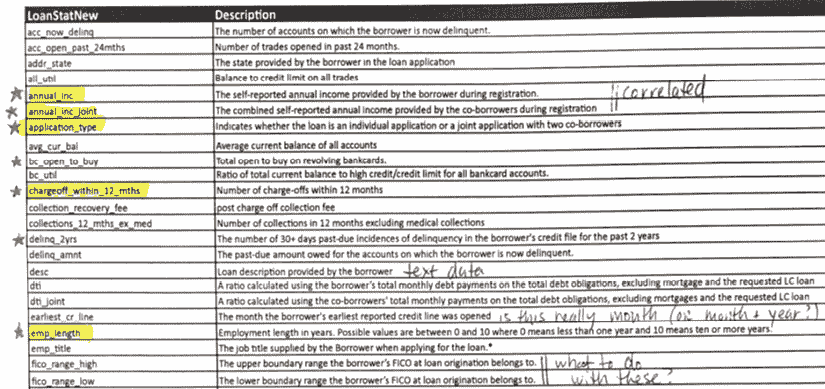 LoanStatNew Description
acc_now_delinq The number of accounts on which the borrower is now delinquent.
acc_open_past_24mths Number of trades opened in past 24 months.
addr_state The state provided by the borrower in the loan application
all_util Balance to credit limit on all trades
annual_inc The self-reported annual income provided by the borrower during registration. correlated
annual_inc_joint The combined self-reported annual income provided by the co-borrowers during registration
application_type Indicates whether the loan is an individual application or a joint application with two co-borrowers
avg_cur_bal Average current balance of all accounts
bc_open_to_buy Total open to buy on revolving bankcards.
bc_util Ratio of total current balance to high credit/credit limit for all bankcard accounts.
chargeoff_within_12_mths Number of charge-offs within 12 months
collection_recovery_fee post charge off collection fee
collections_12_mths_ex_med Number of collections in 12 months excluding medical collections
delinq_2yrs The number of 30+ days past-due incidences of delinquency in the borrower's credit file for the past 2 years
delinq_amnt The past-due amount owed for the accounts on which the borrower is now delinquent.
desc Loan description provided by the borrower text data
dti A ratio calculated using the borrower's total monthly debt payments on the total debt obligations, excluding mortgage and the requested LC loan
dti_joint A ratio calculated using the co-borrowers' total monthly payments on the total debt obligations, excluding mortgages and the requested LC loan
earliest_cr_line The month the borrower's earliest reported credit line was opened is this really month (or month + year?)
emp_length Employment length in years. Possible values are between 0 and 10 where 0 means less than one year and 10 means ten or more years.
emp_title The job title supplied by the Borrower when applying for the loan.*
fico_range_high The upper boundary range the borrower's FICO at loan origination belongs to. what to do
fico_range_low The lower boundary range the borrower's FICO at loan origination belongs to. with these?